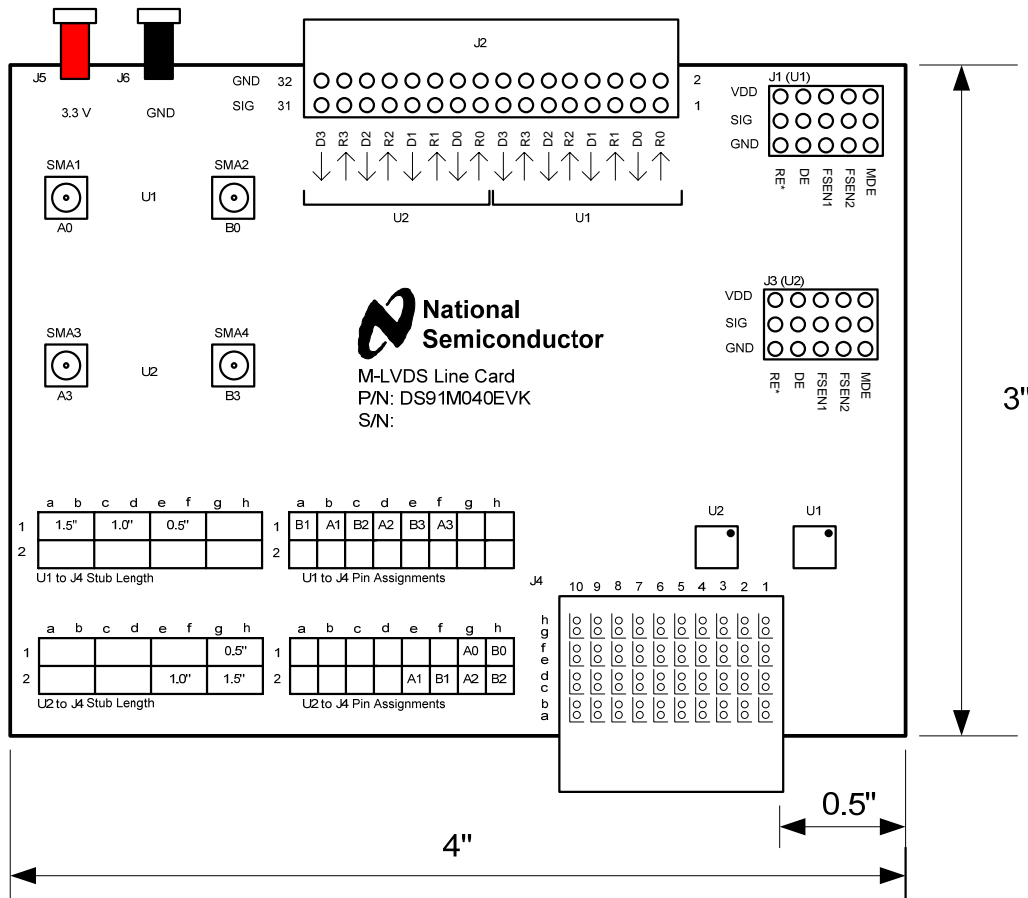 J5
J6
3.3 V
GND
J2
GND 32
SIG 31
2
1
D3 R3 D2 R2 D1 R1 D0 R0 D3 R3 D2 R2 D1 R1 D0 R0
U2
U1
J1 (U1)
VDD
SIG
GND
RE* DE FSEN1 FSEN2 MDE
SMA1
A0
U1
SMA2
B0
J3 (U2)
VDD
SIG
GND
RE* DE FSEN1 FSEN2 MDE
SMA3
A3
U2
SMA4
B3
National
Semiconductor
M-LVDS Line Card
P/N: DS91M040EVK
S/N:
3"
a b c d e f g h
1 1.5" 1.0" 0.5"
2
U1 to J4 Stub Length
a b c d e f g h
1 B1 A1 B2 A2 B3 A3
2
U1 to J4 Pin Assignments
U2
U1
a b c d e f g h
1 0.5"
2 1.0" 1.5"
U2 to J4 Stub Length
a b c d e f g h
1 A0 B0
2 A1 B1 A2 B2
U2 to J4 Pin Assignments
J4
10 9 8 7 6 5 4 3 2 1
h
g
f
e
d
c
b
a
0.5"
4"